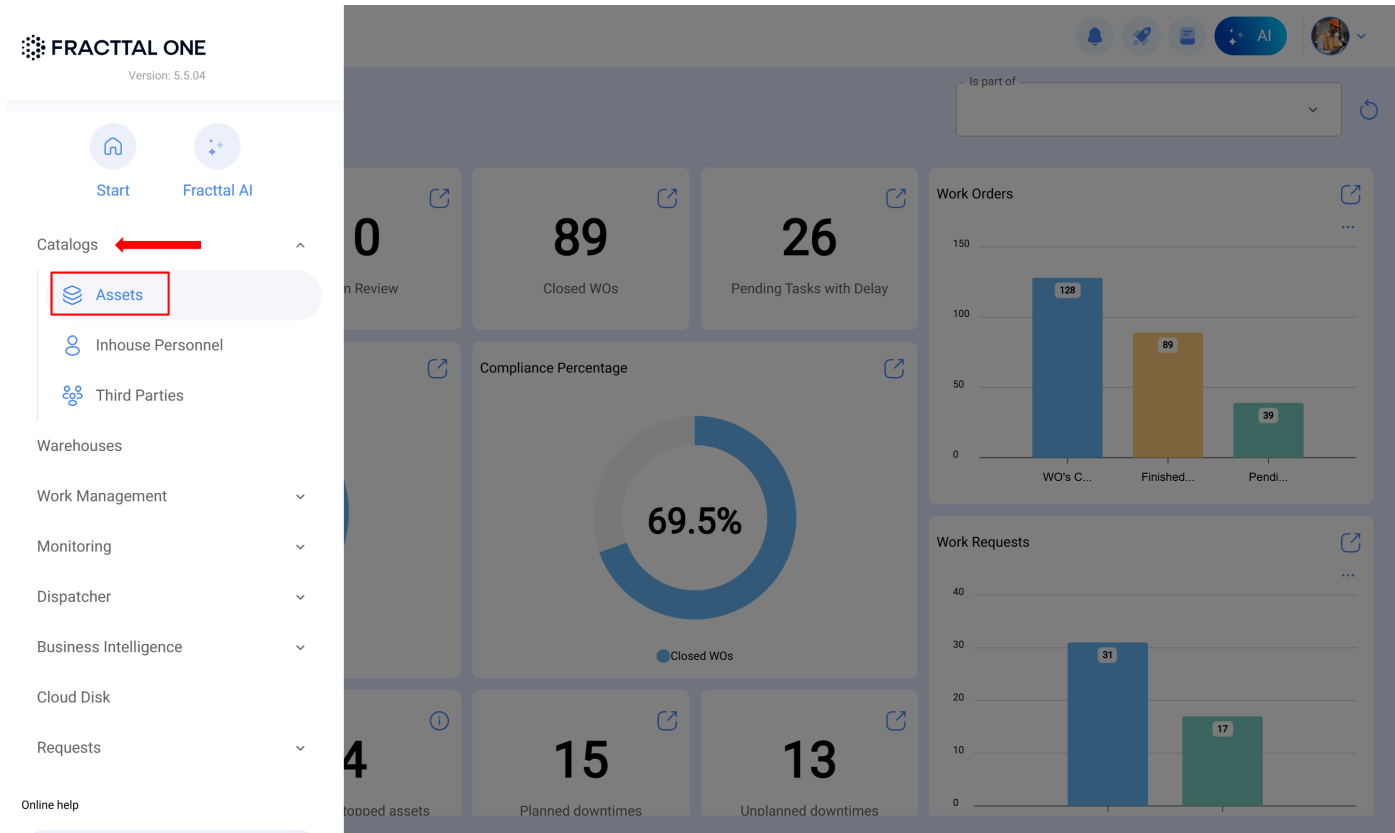 FRACTTAL ONE
Version: 5.5.04
Start
Fracttal AI
Catalogs
Assets
Inhouse Personnel
Third Parties
Warehouses
Work Management
Monitoring
Dispatcher
Business Intelligence
Cloud Disk
Requests
Online help
AI
Is part of
0
n Review
89
Closed WOs
26
Pending Tasks with Delay
Compliance Percentage
69.5%
Closed WOs
4
topped assets
15
Planned downtimes
13
Unplanned downtimes
Work Orders
...
150
100
50
0
128
89
39
WO's C...
Finished...
Pendi...
Work Requests
...
40
30
20
10
0
31
17